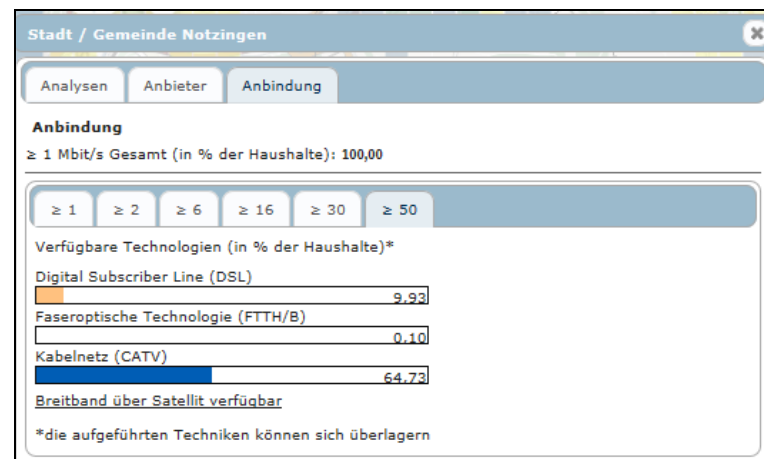 Stadt / Gemeinde Notzingen
Analysen Anbieter Anbindung
Anbindung
≥ 1 Mbit/s Gesamt (in % der Haushalte): 100,00
≥ 1 ≥ 2 ≥ 6 ≥ 16 ≥ 30 ≥ 50
Verfügbare Technologien (in % der Haushalte)*
Digital Subscriber Line (DSL)
9.93
Faseroptische Technologie (FTTH/B)
0.10
Kabelnetz (CATV)
64.73
Breitband über Satellit verfügbar
*die aufgeführten Techniken können sich überlagern